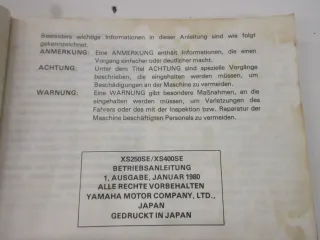 Besonders wichtige Informationen in dieser Anleitung sind wie folgt
gekennzeichnet.
ANMERKUNG: Eine ANMERKUNG enthält Informationen, die einen
Vorgang einfacher oder deutlicher macht.
ACHTUNG: Unter dem Titel ACHTUNG sind spezielle Vorgänge
beschrieben, die eingehalten werden müssen, um
Beschädigungen an der Maschine zu vermeiden.
WARNUNG: Eine WARNUNG gibt besondere Maßnahmen, an die
eingehalten werden müssen, um Verletzungen des
Fahrers oder des mit der Inspektion bzw. Reparatur der
Maschine beschäftigten Personals zu vermeiden.
XS250SE/XS400SE
BETRIEBSANLEITUNG
1. AUSGABE, JANUAR 1980
ALLE RECHTE VORBEHALTEN
YAMAHA MOTOR COMPANY, LTD.,
JAPAN
GEDRUCKT IN JAPAN